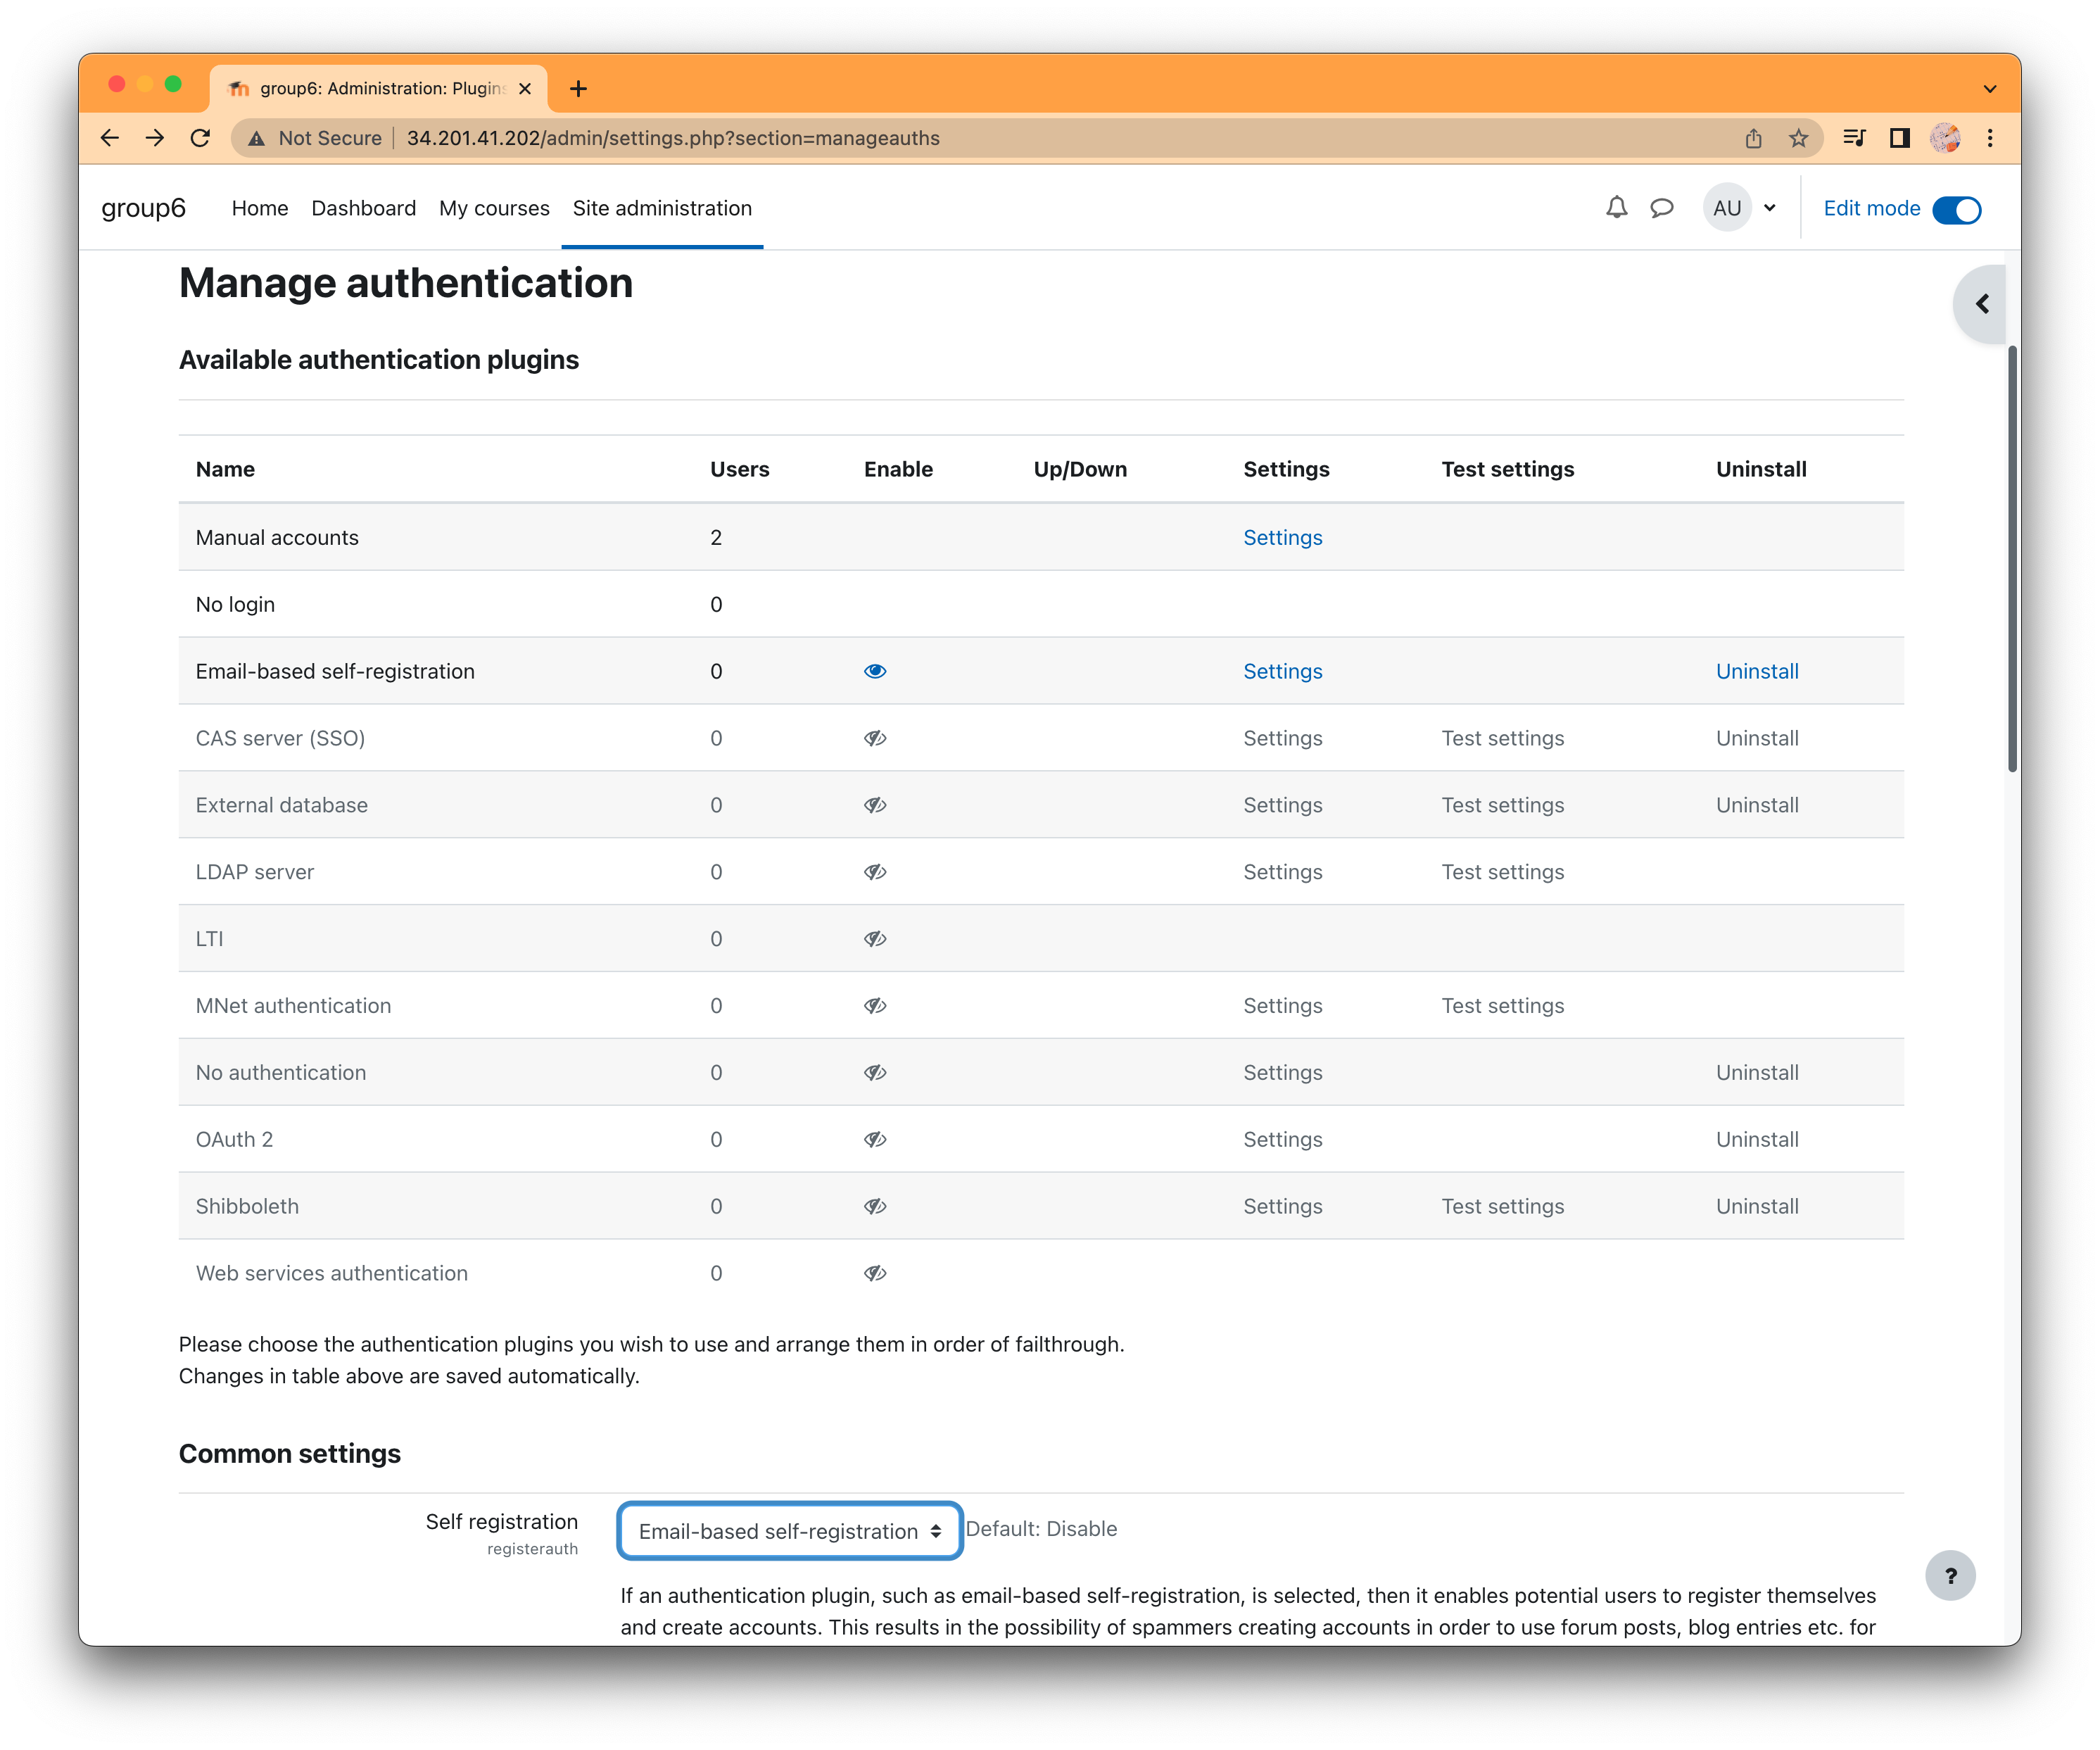 group6: Administration: Plugins
Not Secure 34.201.41.202/admin/settings.php?section=manageauths
group6 Home Dashboard My courses Site administration AU Edit mode
Manage authentication
Available authentication plugins
Name Users Enable Up/Down Settings Test settings Uninstall
Manual accounts 2 Settings
No login 0
Email-based self-registration 0 Settings Uninstall
CAS server (SSO) 0 Settings Test settings Uninstall
External database 0 Settings Test settings Uninstall
LDAP server 0 Settings Test settings
LTI 0
MNet authentication 0 Settings Test settings
No authentication 0 Settings Uninstall
OAuth 2 0 Settings Uninstall
Shibboleth 0 Settings Test settings Uninstall
Web services authentication 0
Please choose the authentication plugins you wish to use and arrange them in order of failthrough.
Changes in table above are saved automatically.
Common settings
Self registration Email-based self-registration Default: Disable
registerauth
?
If an authentication plugin, such as email-based self-registration, is selected, then it enables potential users to register themselves
and create accounts. This results in the possibility of spammers creating accounts in order to use forum posts, blog entries etc. for